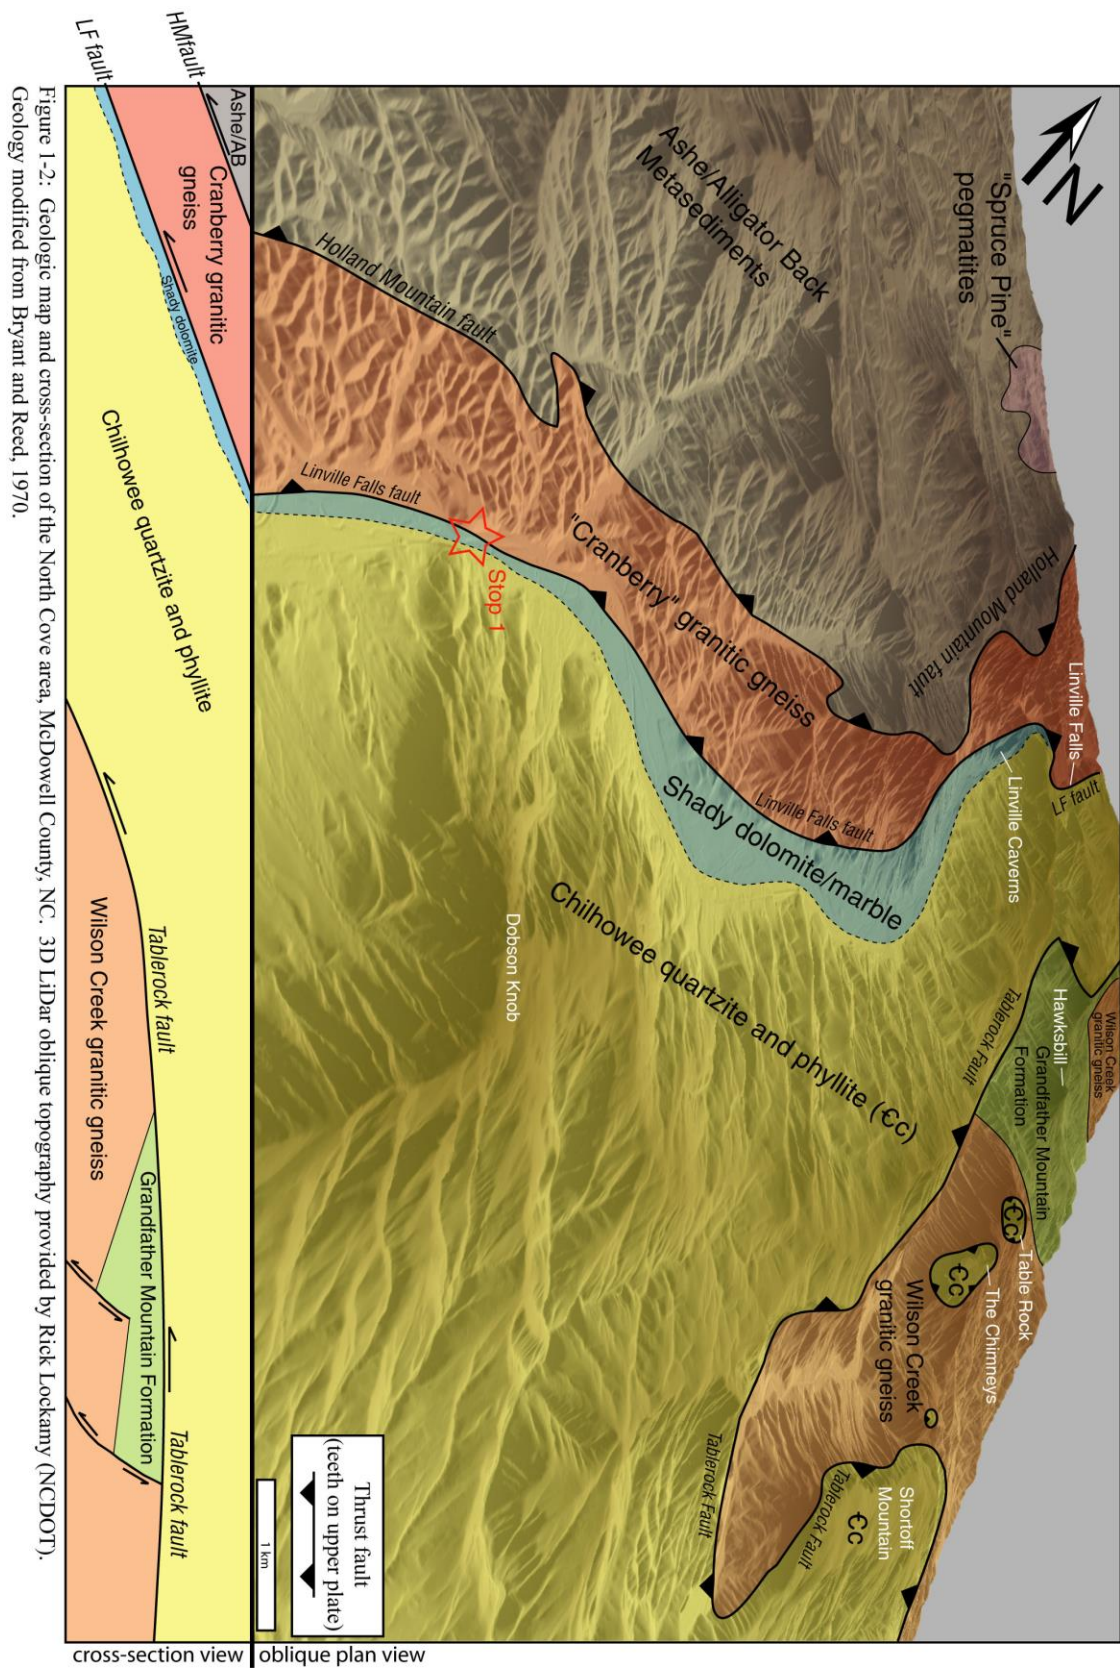 N
"Spruce Pine"
pegmatites
Ashe/Alligator Back
Metasediments
Holland Mountain fault
Holland Mountain fault
Linville Falls
LF fault
Linville Caverns
"Cranberry" granitic gneiss
Linville Falls fault
Linville Falls fault
Stop 1
Shady dolomite/marble
Chilhowee quartzite and phyllite (Єc)
Dobson Knob
Tablerock Fault
Hawksbill
Grandfather Mountain
Formation
Wilson Creek
granitic gneiss
Єc
Table Rock
Єc
The Chimneys
Wilson Creek
granitic gneiss
Tablerock Fault
Tablerock Fault
Shortoff
Mountain
Єc
Thrust fault
(teeth on upper plate)
1 km
oblique plan view
cross-section view
HMfault
LF fault
Ashe/AB
Cranberry granitic
gneiss
Shady dolomite
Chilhowee quartzite and phyllite
Tablerock fault
Wilson Creek granitic gneiss
Grandfather Mountain Formation
Tablerock fault
Figure 1-2: Geologic map and cross-section of the North Cove area, McDowell County, NC. 3D LiDar oblique topography provided by Rick Lockamy (NCDOT).
Geology modified from Bryant and Reed, 1970.